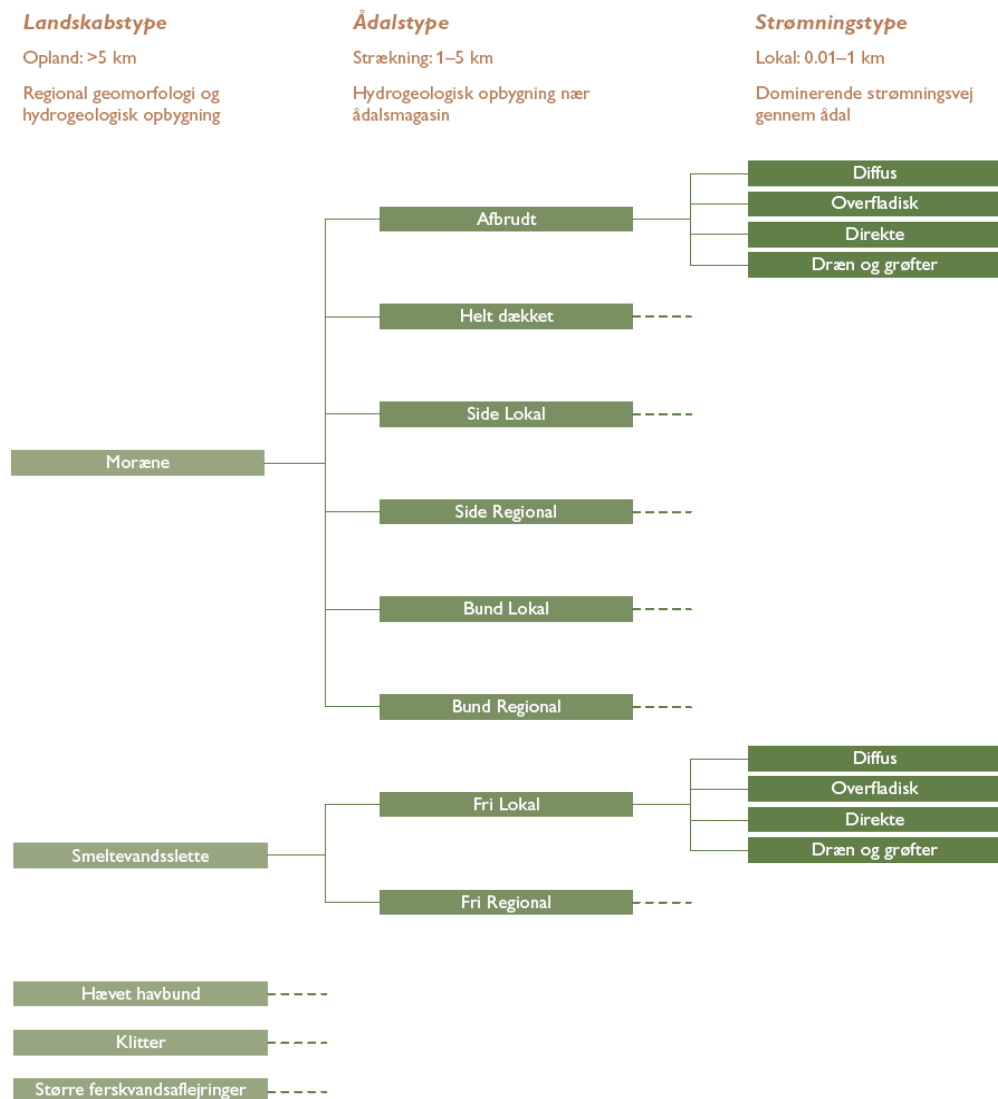 Landskabstype
Opland: >5 km
Regional geomorfologi og
hydrogeologisk opbygning
Ådalstype
Strækning: 1–5 km
Hydrogeologisk opbygning nær
ådalsmagasin
Strømningstype
Lokal: 0.01–1 km
Dominerende strømningsvej
gennem ådal
Moræne
Afbrudt
Diffus
Overfladisk
Direkte
Dræn og grøfter
Helt dækket
Side Lokal
Side Regional
Bund Lokal
Bund Regional
Smeltevandsslette
Fri Lokal
Diffus
Overfladisk
Direkte
Dræn og grøfter
Fri Regional
Hævet havbund
Klitter
Större ferskvandsaflejringer